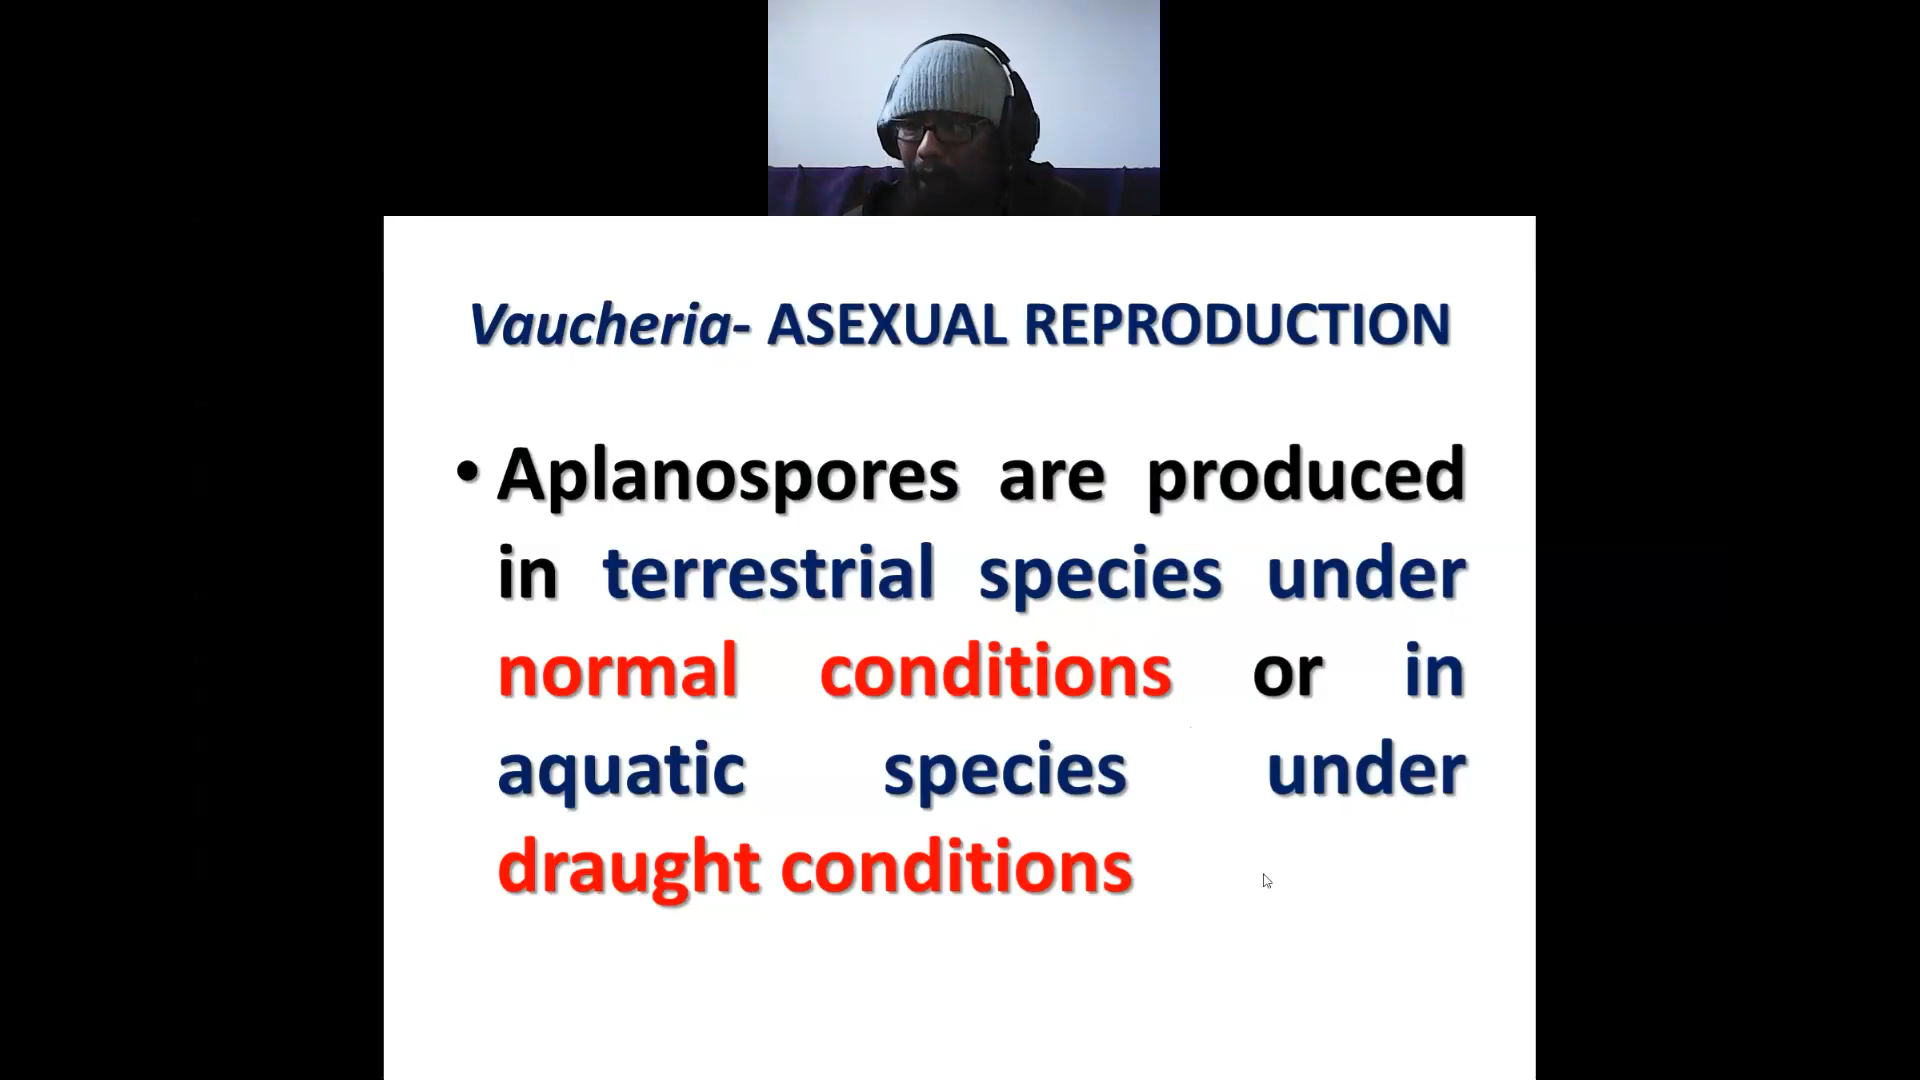 Vaucheria- ASEXUAL REPRODUCTION
• Aplanospores are produced
in terrestrial species under
normal conditions or in
aquatic species under
draught conditions